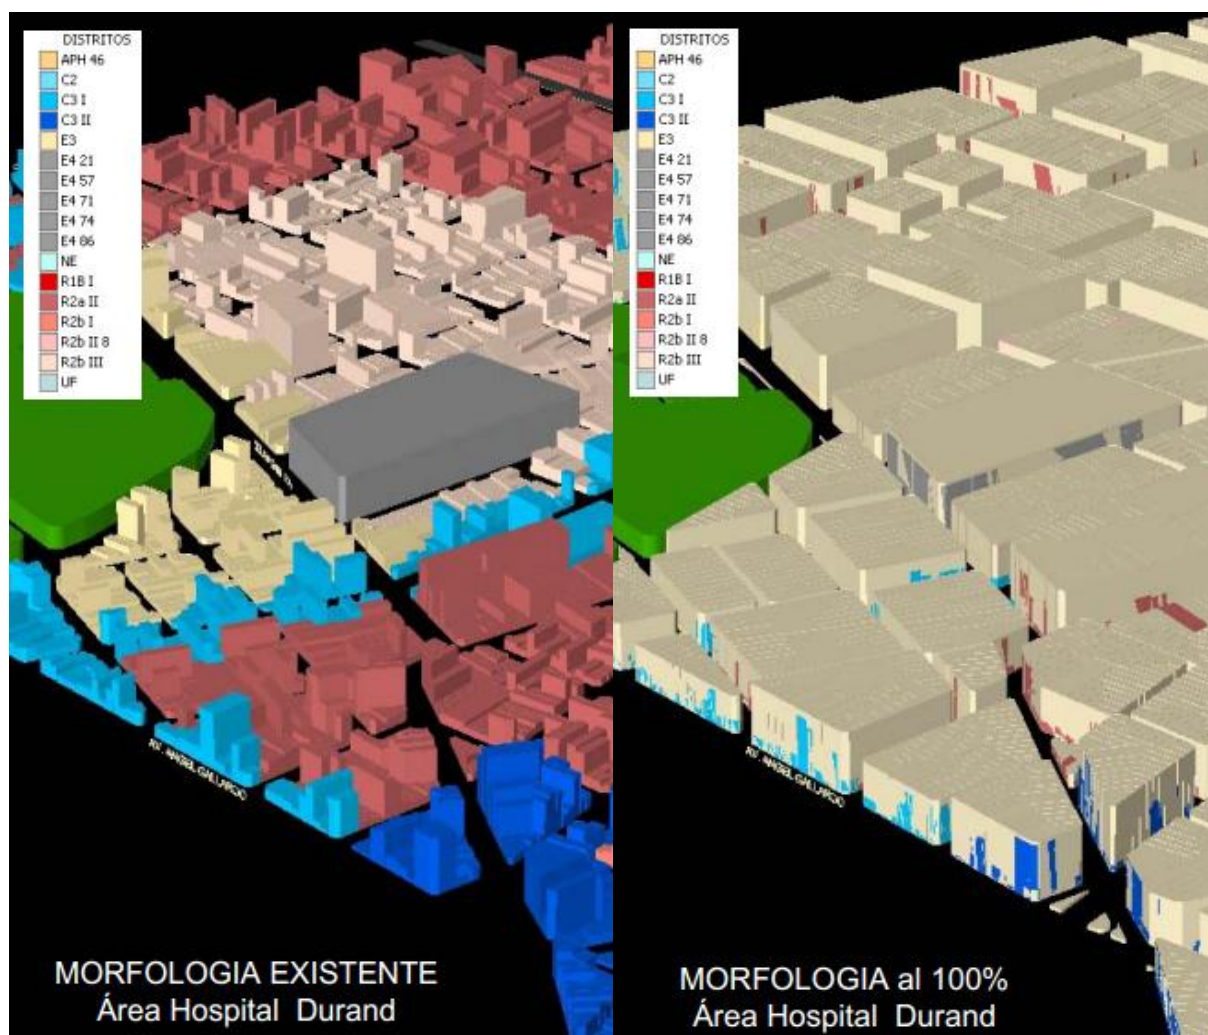 DISTRITOS
APH 46
C2
C3 I
C3 II
E3
E4 21
E4 57
E4 71
E4 74
E4 86
NE
R1B I
R2a II
R2b I
R2b II 8
R2b III
UF
AV. ANGEL GALLARDO
MORFOLOGIA EXISTENTE
Área Hospital Durand
DISTRITOS
APH 46
C2
C3 I
C3 II
E3
E4 21
E4 57
E4 71
E4 74
E4 86
NE
R1B I
R2a II
R2b I
R2b II 8
R2b III
UF
AV. ANGEL GALLARDO
MORFOLOGIA al 100%
Área Hospital Durand